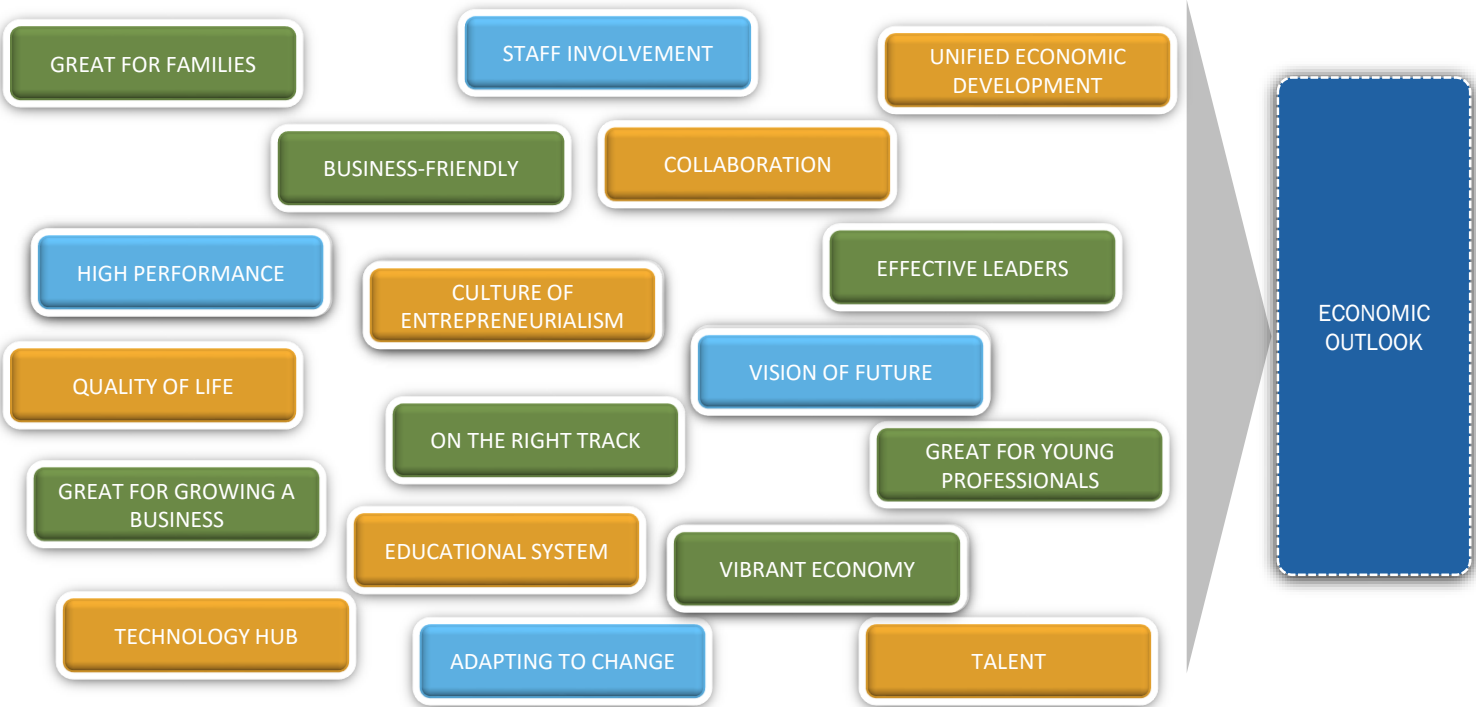 GREAT FOR FAMILIES
STAFF INVOLVEMENT
UNIFIED ECONOMIC
DEVELOPMENT
BUSINESS-FRIENDLY
COLLABORATION
HIGH PERFORMANCE
CULTURE OF
ENTREPRENEURIALISM
EFFECTIVE LEADERS
QUALITY OF LIFE
VISION OF FUTURE
ON THE RIGHT TRACK
GREAT FOR YOUNG
PROFESSIONALS
GREAT FOR GROWING A
BUSINESS
EDUCATIONAL SYSTEM
VIBRANT ECONOMY
TECHNOLOGY HUB
ADAPTING TO CHANGE
TALENT
ECONOMIC
OUTLOOK